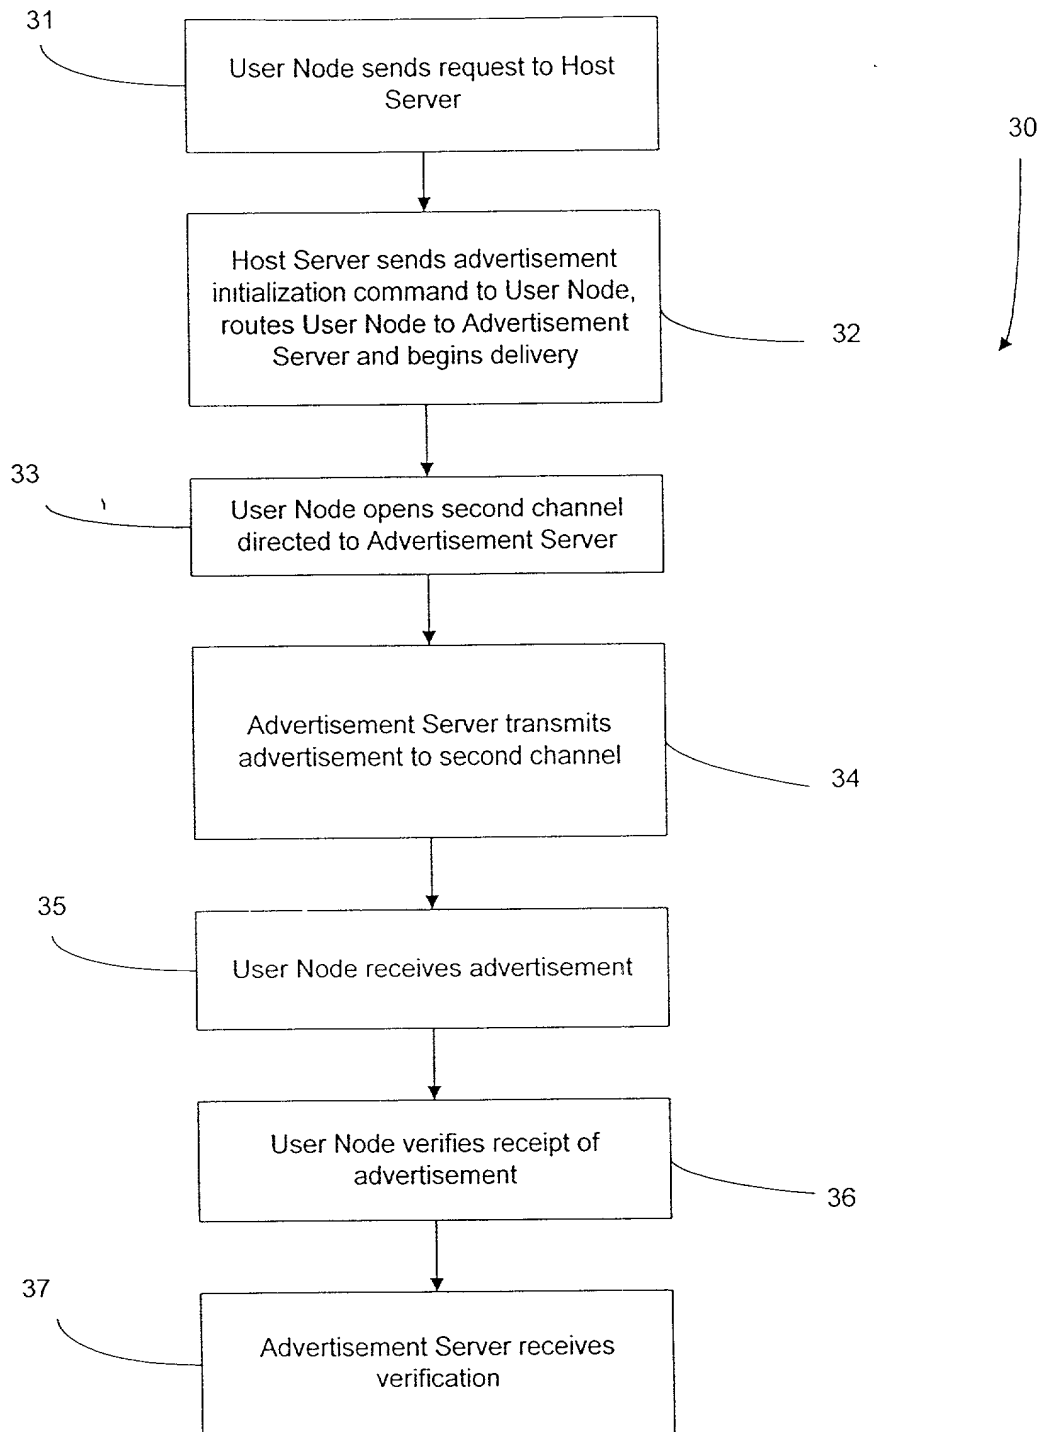 31
User Node sends request to Host
Server
30
Host Server sends advertisement
initialization command to User Node,
routes User Node to Advertisement
Server and begins delivery
32
33
User Node opens second channel
directed to Advertisement Server
Advertisement Server transmits
advertisement to second channel
34
35
User Node receives advertisement
User Node verifies receipt of
advertisement
36
37
Advertisement Server receives
verification